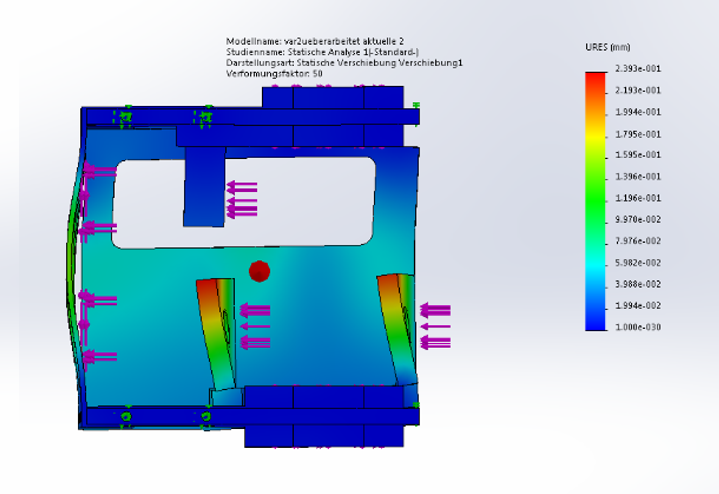 Modellname: var2ueberarbeitet aktuelle 2
Studienname: Statische Analyse 1(-Standard-)
Darstellungsart: Statische Verschiebung Verschiebung1
Verformungsfaktor: 50
URES (mm)
2.393e-001
2.193e-001
1.994e-001
1.795e-001
1.595e-001
1.396e-001
1.196e-001
9.970e-002
7.976e-002
5.982e-002
3.988e-002
1.994e-002
1.000e-030